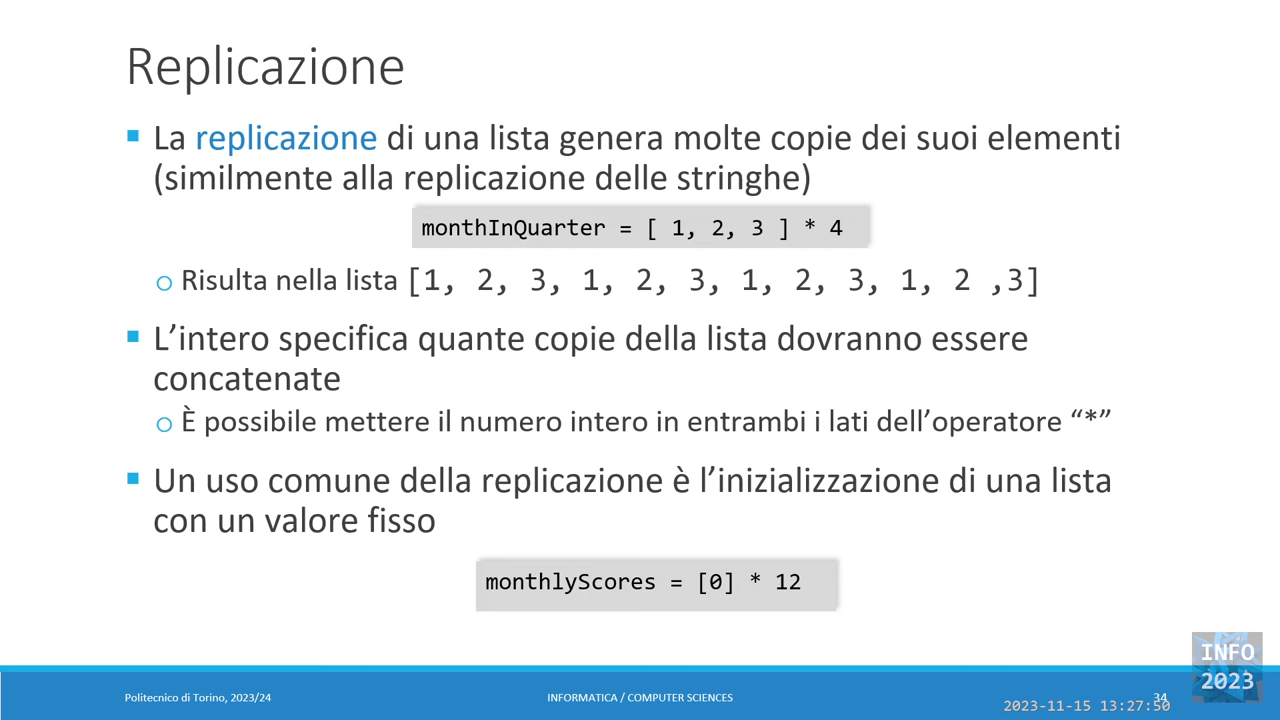 Replicazione
▪ La replicazione di una lista genera molte copie dei suoi elementi
(similmente alla replicazione delle stringhe)
monthInQuarter = [ 1, 2, 3 ] * 4
o Risulta nella lista [1, 2, 3, 1, 2, 3, 1, 2, 3, 1, 2 ,3]
▪ L’intero specifica quante copie della lista dovranno essere
concatenate
o È possibile mettere il numero intero in entrambi i lati dell’operatore “*”
▪ Un uso comune della replicazione è l’inizializzazione di una lista
con un valore fisso
monthlyScores = [0] * 12
INFO
2023
Politecnico di Torino, 2023/24
INFORMATICA / COMPUTER SCIENCES
34
2023-11-15 13:27:50